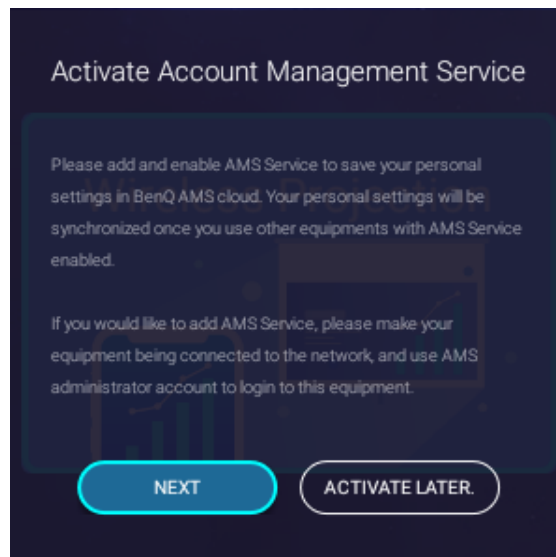 Activate Account Management Service
Please add and enable AMS Service to save your personal
settings in BenQ AMS cloud. Your personal settings will be
synchronized once you use other equipments with AMS Service
enabled.
If you would like to add AMS Service, please make your
equipment being connected to the network, and use AMS
administrator account to login to this equipment.
Wireless Projection
NEXT
ACTIVATE LATER.